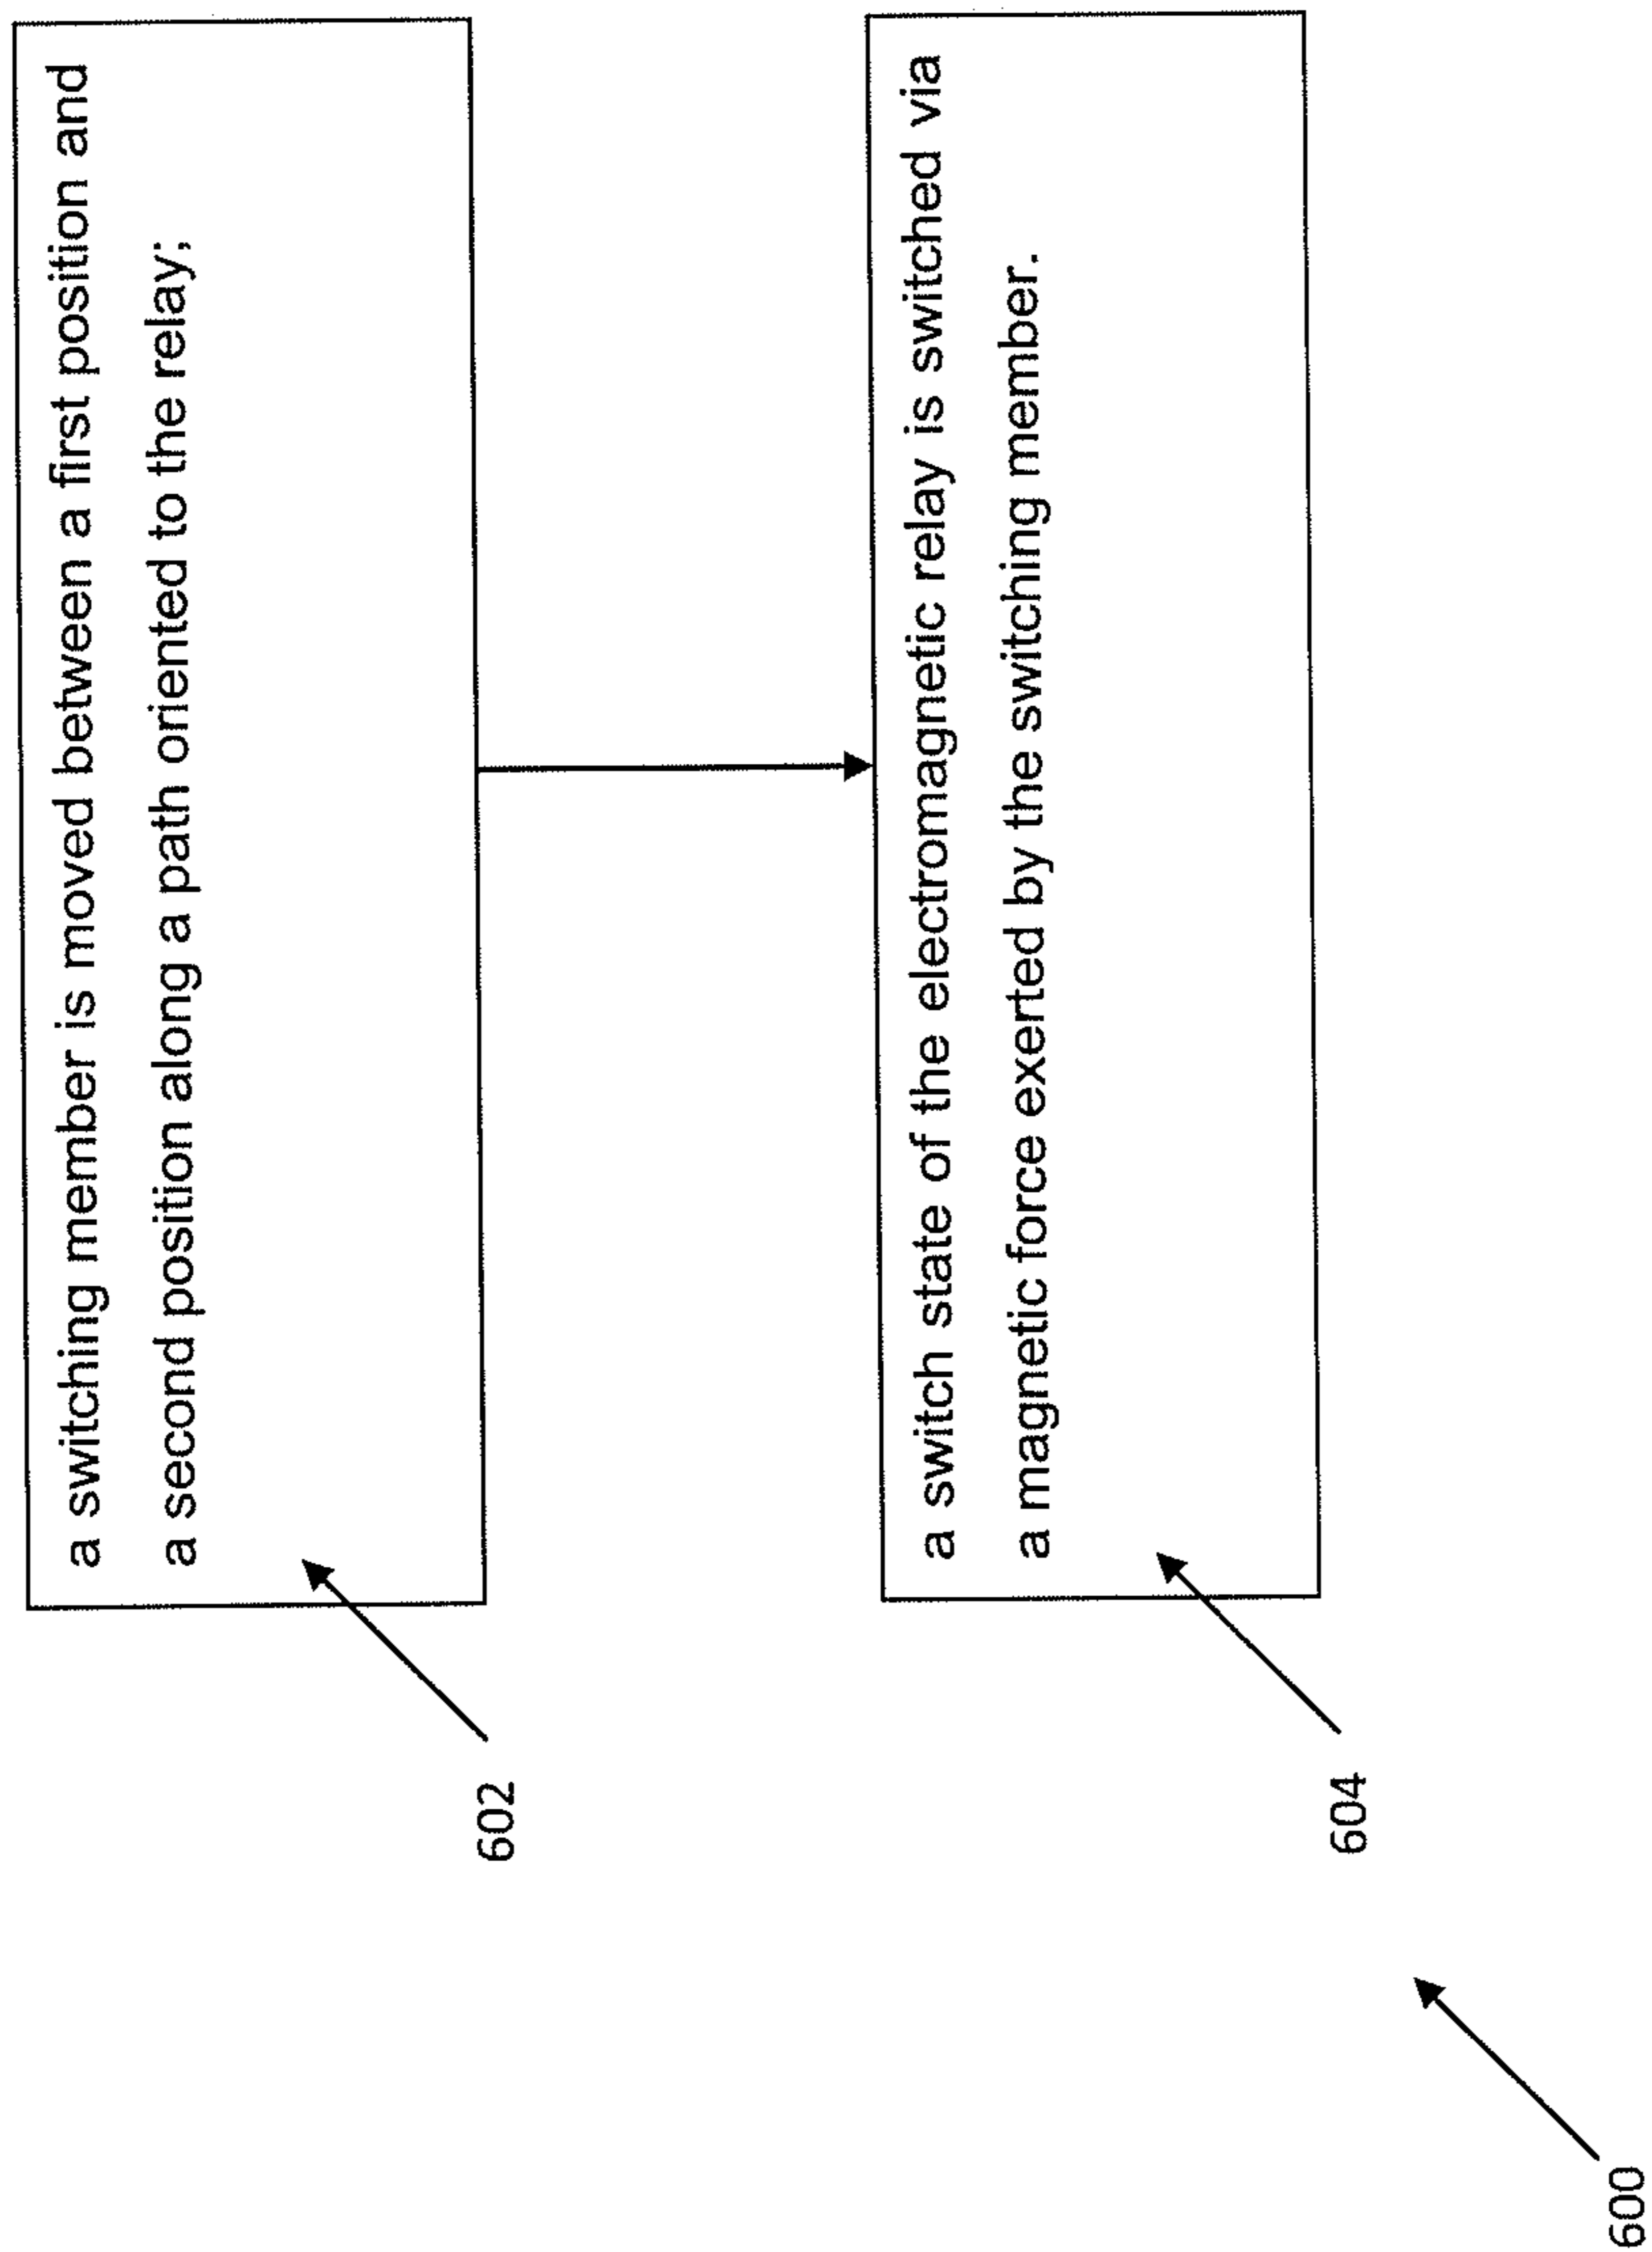 a switching member is moved between a first position and
a second position along a path oriented to the relay;
602
a switch state of the electromagnetic relay is switched via
a magnetic force exerted by the switching member.
604
600